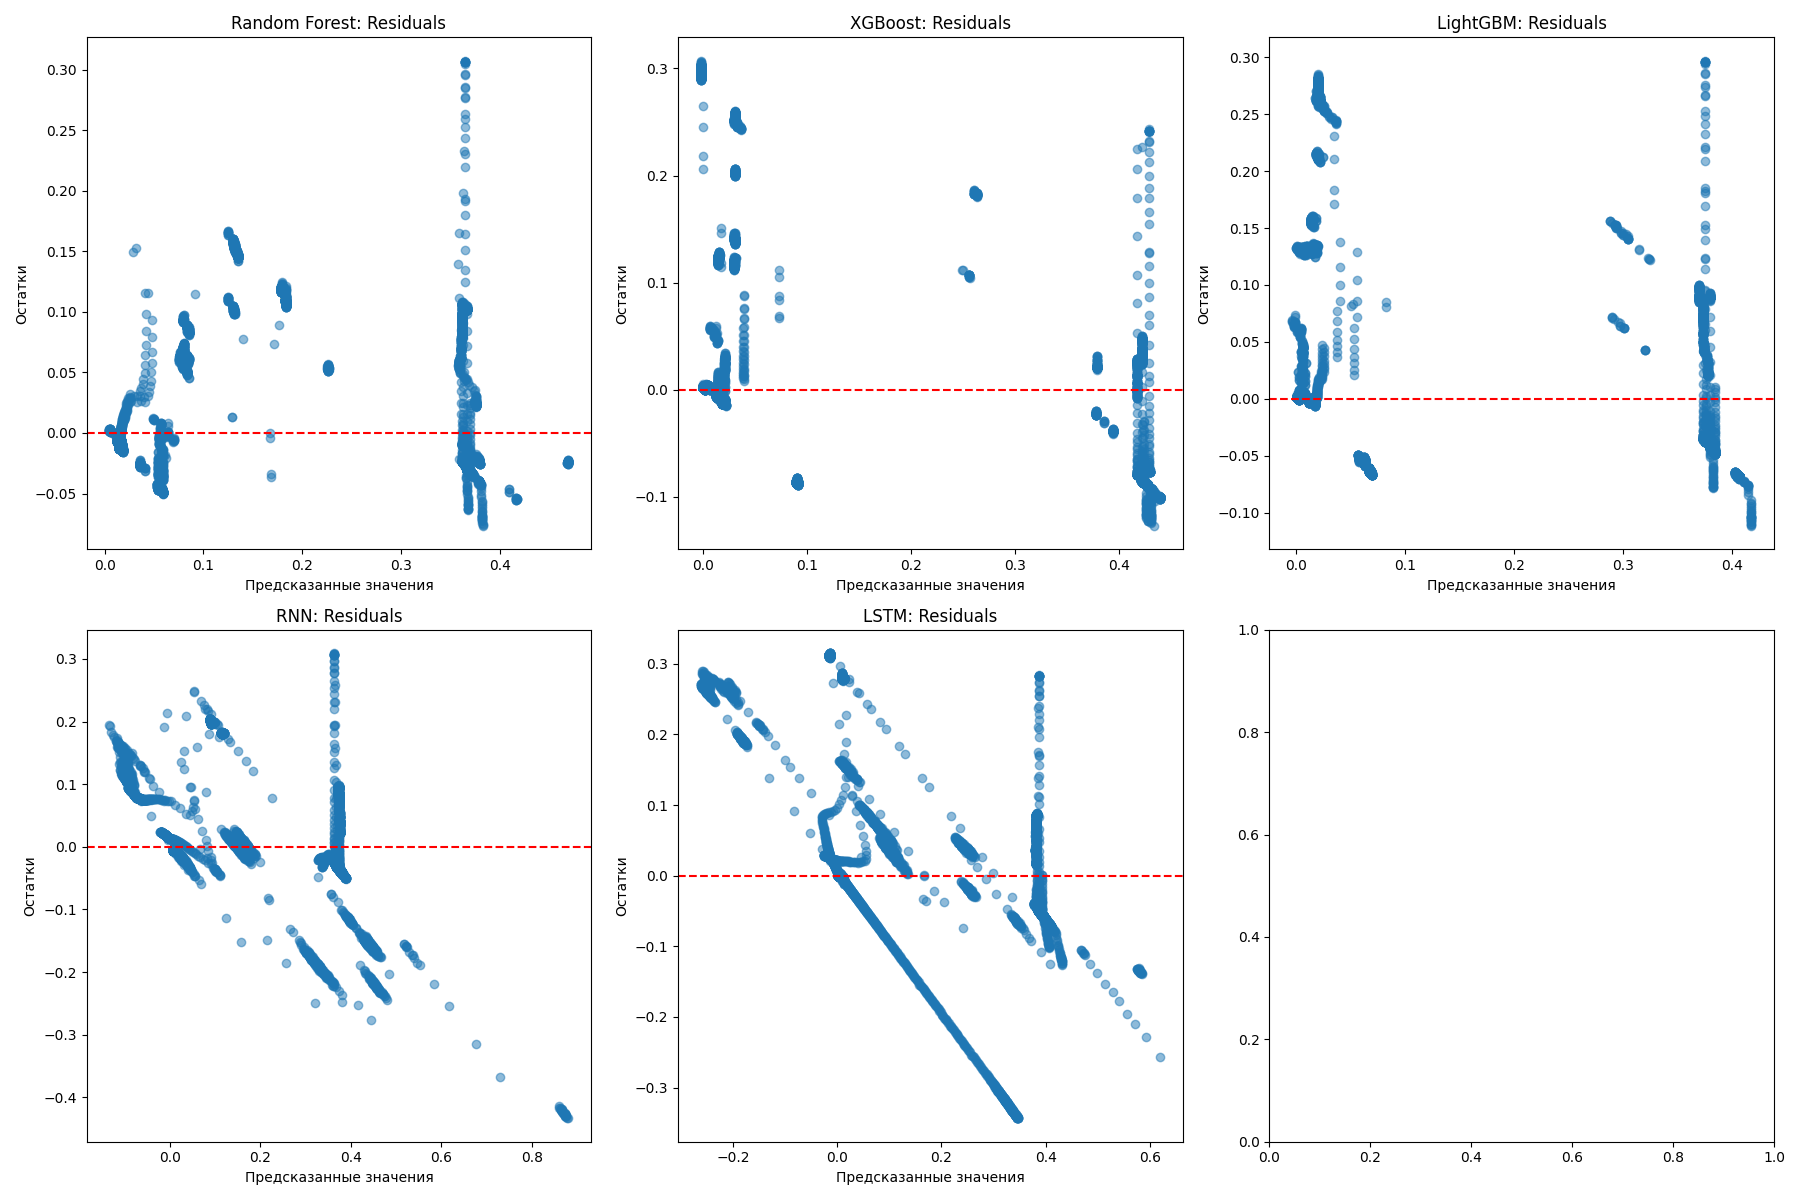 Random Forest: Residuals
Остатки
0.30
0.25
0.20
0.15
0.10
0.05
0.00
−0.05
0.0 0.1 0.2 0.3 0.4
Предсказанные значения
XGBoost: Residuals
Остатки
0.3
0.2
0.1
0.0
−0.1
0.0 0.1 0.2 0.3 0.4
Предсказанные значения
LightGBM: Residuals
Остатки
0.30
0.25
0.20
0.15
0.10
0.05
0.00
−0.05
−0.10
0.0 0.1 0.2 0.3 0.4
Предсказанные значения
RNN: Residuals
Остатки
0.3
0.2
0.1
0.0
−0.1
−0.2
−0.3
−0.4
0.0 0.2 0.4 0.6 0.8
Предсказанные значения
LSTM: Residuals
Остатки
0.3
0.2
0.1
0.0
−0.1
−0.2
−0.3
−0.2 0.0 0.2 0.4 0.6
Предсказанные значения
1.0
0.8
0.6
0.4
0.2
0.0
0.0 0.2 0.4 0.6 0.8 1.0